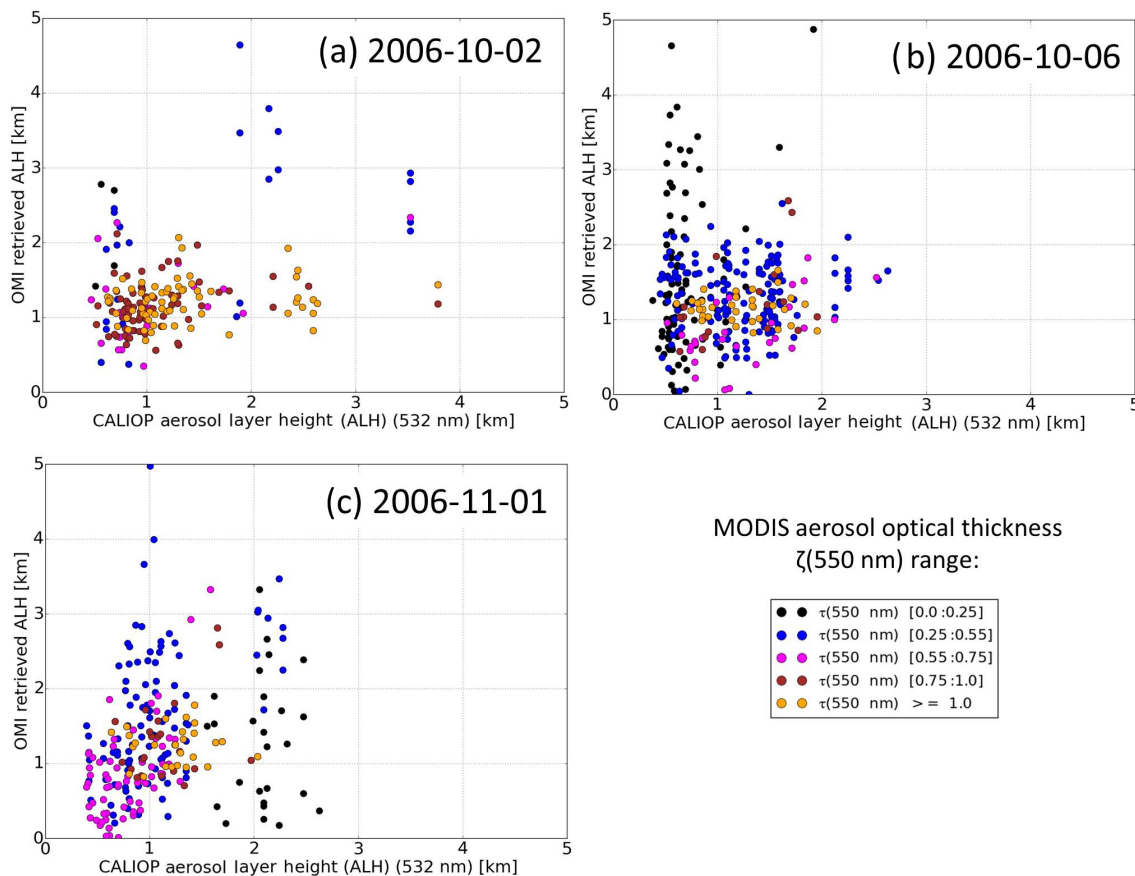 (a) 2006-10-02
OMI retrieved ALH [km]
5
4
3
2
1
0
0 1 2 3 4 5
CALIOP aerosol layer height (ALH) (532 nm) [km]
(b) 2006-10-06
OMI retrieved ALH [km]
5
4
3
2
1
0
0 1 2 3 4 5
CALIOP aerosol layer height (ALH) (532 nm) [km]
(c) 2006-11-01
OMI retrieved ALH [km]
5
4
3
2
1
0
0 1 2 3 4 5
CALIOP aerosol layer height (ALH) (532 nm) [km]
MODIS aerosol optical thickness
ζ(550 nm) range:
τ(550 nm) [0.0:0.25]
τ(550 nm) [0.25:0.55]
τ(550 nm) [0.55:0.75]
τ(550 nm) [0.75:1.0]
τ(550 nm) >= 1.0